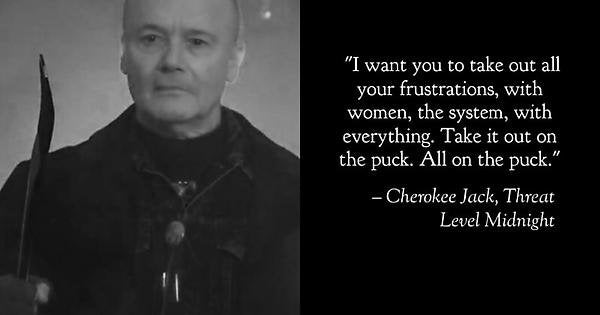 "I want you to take out all
your frustrations, with
women, the system, with
everything. Take it out on
the puck. All on the puck."
– Cherokee Jack, Threat
Level Midnight